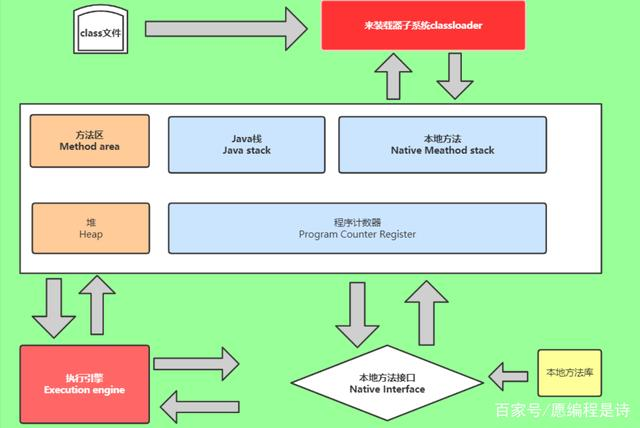 class文件
来装载器子系统classloader
方法区
Method area
Java栈
Java stack
本地方法
Native Meathod stack
堆
Heap
程序计数器
Program Counter Register
执行引擎
Execution engine
本地方法接口
Native Interface
本地方法库
百家号/愿编程是诗